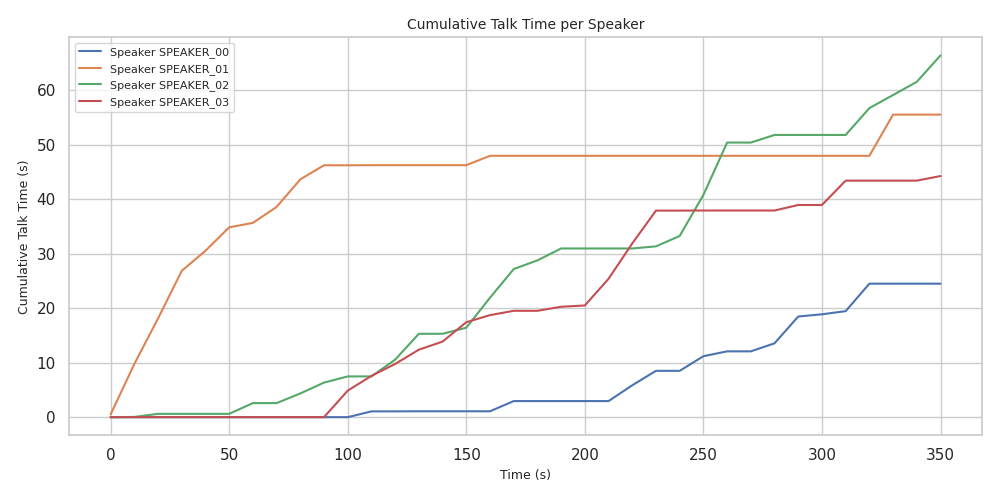 Cumulative Talk Time per Speaker
Speaker SPEAKER_00
Speaker SPEAKER_01
Speaker SPEAKER_02
Speaker SPEAKER_03
Cumulative Talk Time (s)
60
50
40
30
20
10
0
0 50 100 150 200 250 300 350
Time (s)